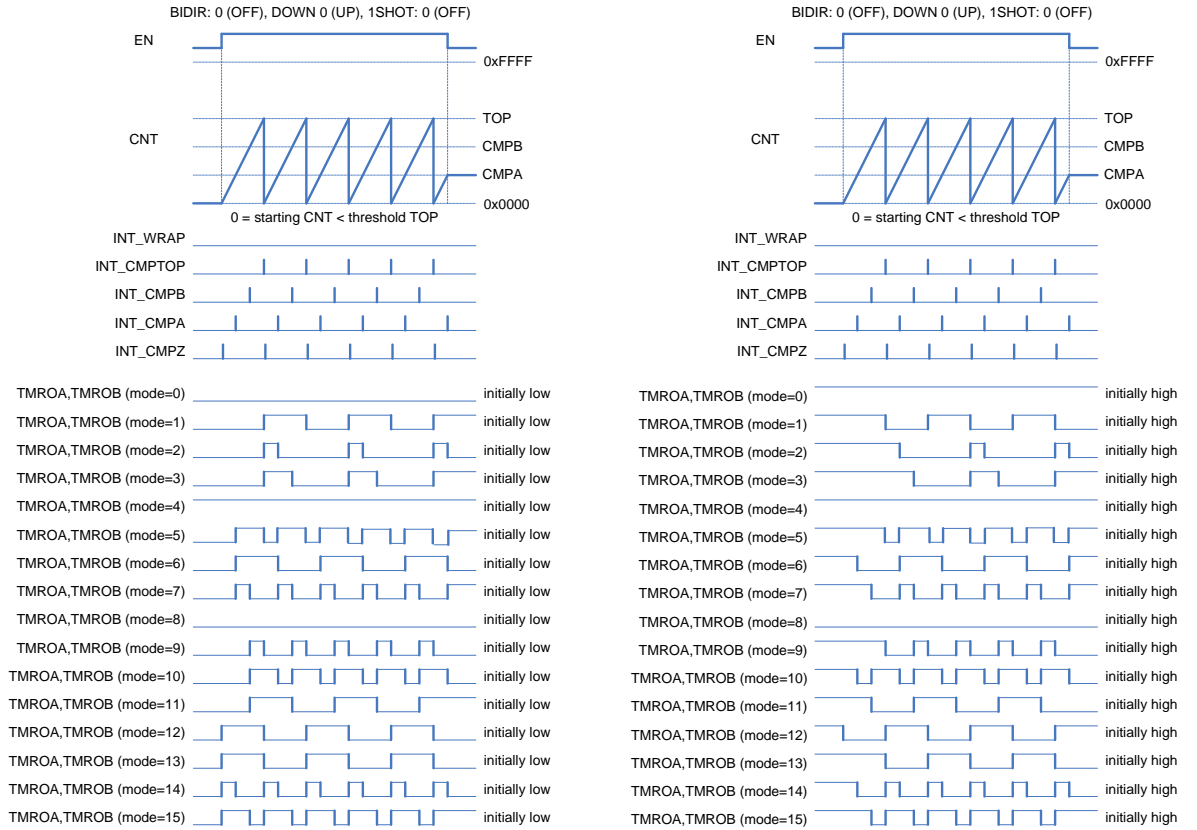 BIDIR: 0 (OFF), DOWN 0 (UP), 1SHOT: 0 (OFF)
EN
0xFFFF
TOP
CNT
CMPB
CMPA
0x0000
0 = starting CNT < threshold TOP
INT_WRAP
INT_CMPTOP
INT_CMPB
INT_CMPA
INT_CMPZ
TMROA,TMROB (mode=0) initially low
TMROA,TMROB (mode=1) initially low
TMROA,TMROB (mode=2) initially low
TMROA,TMROB (mode=3) initially low
TMROA,TMROB (mode=4) initially low
TMROA,TMROB (mode=5) initially low
TMROA,TMROB (mode=6) initially low
TMROA,TMROB (mode=7) initially low
TMROA,TMROB (mode=8) initially low
TMROA,TMROB (mode=9) initially low
TMROA,TMROB (mode=10) initially low
TMROA,TMROB (mode=11) initially low
TMROA,TMROB (mode=12) initially low
TMROA,TMROB (mode=13) initially low
TMROA,TMROB (mode=14) initially low
TMROA,TMROB (mode=15) initially low
BIDIR: 0 (OFF), DOWN 0 (UP), 1SHOT: 0 (OFF)
EN
0xFFFF
TOP
CNT
CMPB
CMPA
0x0000
0 = starting CNT < threshold TOP
INT_WRAP
INT_CMPTOP
INT_CMPB
INT_CMPA
INT_CMPZ
TMROA,TMROB (mode=0) initially high
TMROA,TMROB (mode=1) initially high
TMROA,TMROB (mode=2) initially high
TMROA,TMROB (mode=3) initially high
TMROA,TMROB (mode=4) initially high
TMROA,TMROB (mode=5) initially high
TMROA,TMROB (mode=6) initially high
TMROA,TMROB (mode=7) initially high
TMROA,TMROB (mode=8) initially high
TMROA,TMROB (mode=9) initially high
TMROA,TMROB (mode=10) initially high
TMROA,TMROB (mode=11) initially high
TMROA,TMROB (mode=12) initially high
TMROA,TMROB (mode=13) initially high
TMROA,TMROB (mode=14) initially high
TMROA,TMROB (mode=15) initially high